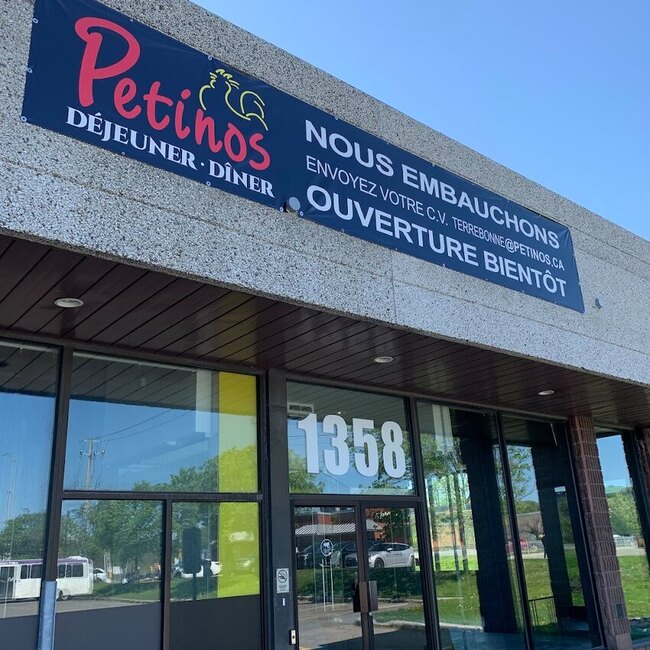 Petinos
DÉJEUNER · DÎNER
NOUS EMBAUCHONS
ENVOYEZ VOTRE C.V. TERREBONNE@PETINOS.CA
OUVERTURE BIENTÔT
1358